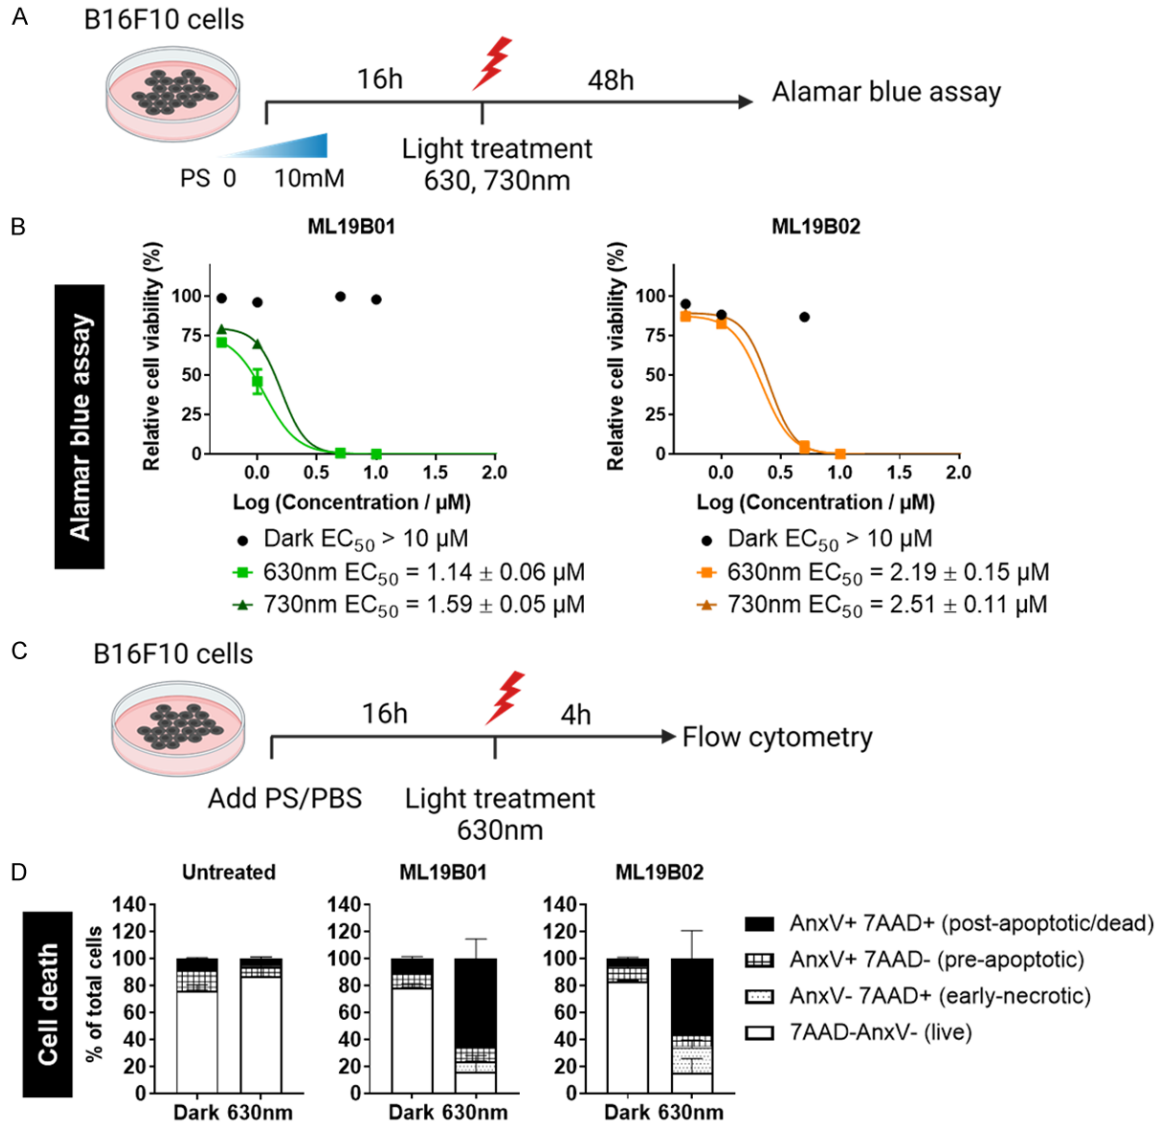 A
B16F10 cells
16h
48h
Alamar blue assay
PS 0 10mM
Light treatment
630, 730nm
B
Alamar blue assay
ML19B01
Relative cell viability (%)
100
75
50
25
0
0.0 0.5 1.0 1.5 2.0
Log (Concentration / µM)
Dark EC50 > 10 µM
630nm EC50 = 1.14 ± 0.06 µM
730nm EC50 = 1.59 ± 0.05 µM
ML19B02
Relative cell viability (%)
100
75
50
25
0
0.0 0.5 1.0 1.5 2.0
Log (Concentration / µM)
Dark EC50 > 10 µM
630nm EC50 = 2.19 ± 0.15 µM
730nm EC50 = 2.51 ± 0.11 µM
C
B16F10 cells
16h
4h
Flow cytometry
Add PS/PBS
Light treatment
630nm
D
Cell death
Untreated
% of total cells
140
120
100
80
60
40
20
0
Dark 630nm
ML19B01
140
120
100
80
60
40
20
0
Dark 630nm
ML19B02
140
120
100
80
60
40
20
0
Dark 630nm
AnxV+ 7AAD+ (post-apoptotic/dead)
AnxV+ 7AAD- (pre-apoptotic)
AnxV- 7AAD+ (early-necrotic)
7AAD-AnxV- (live)